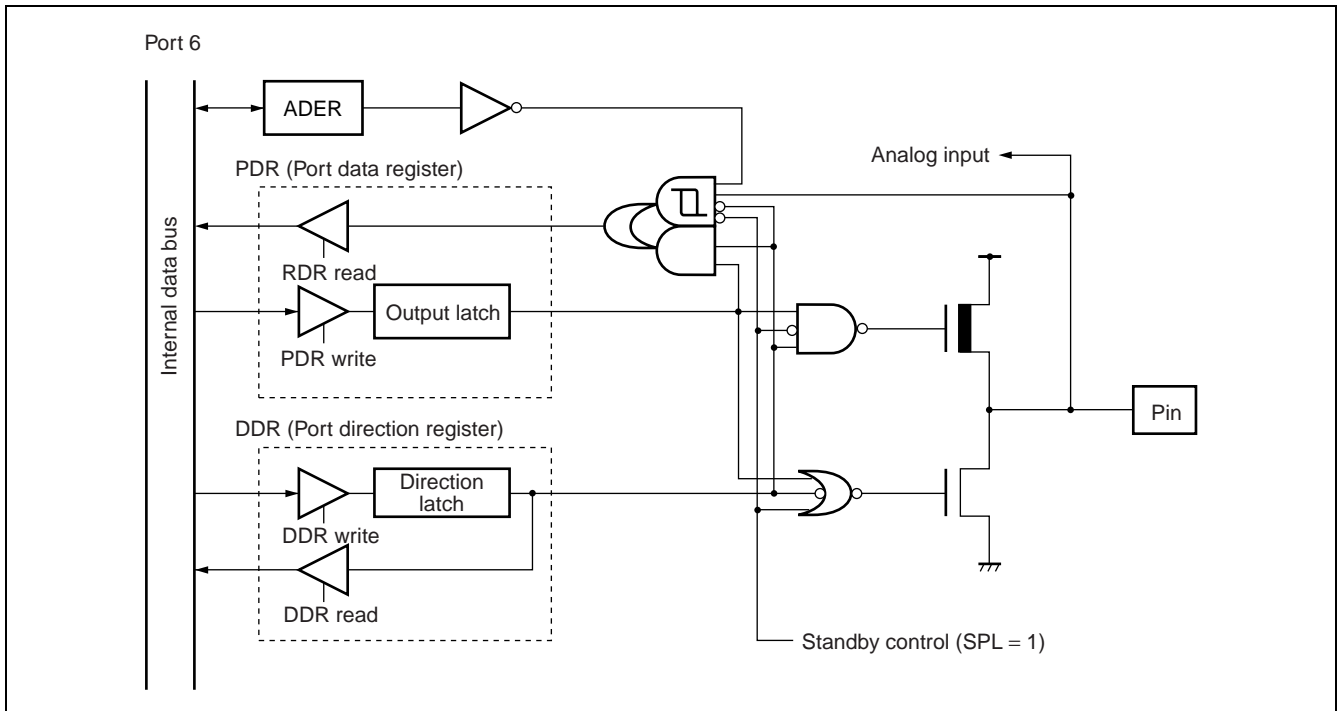 Port 6
ADER
Analog input
PDR (Port data register)
RDR read
Output latch
PDR write
Internal data bus
Pin
DDR (Port direction register)
Direction
latch
DDR write
DDR read
Standby control (SPL = 1)